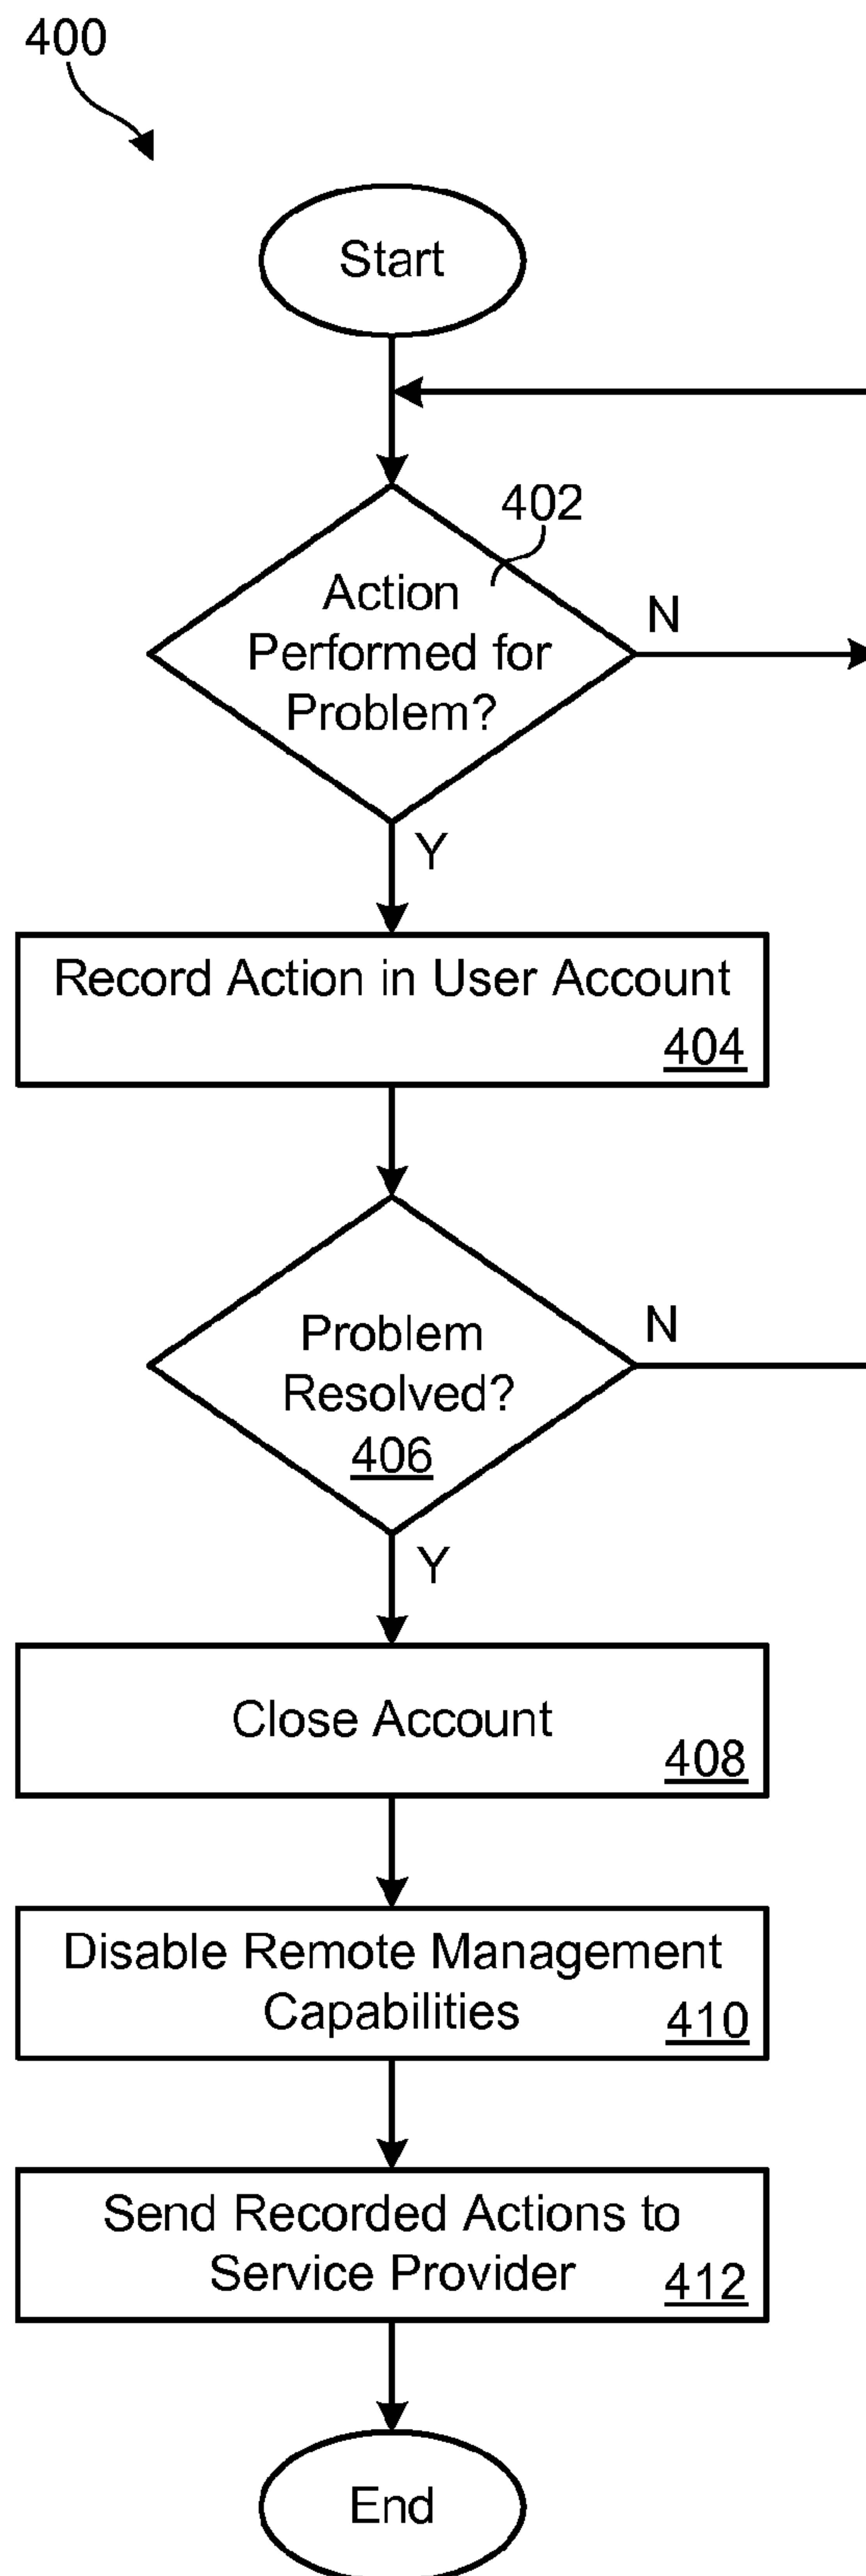 400
Start
402
Action
Performed for
Problem?
N
Y
Record Action in User Account
404
Problem
Resolved?
406
N
Y
Close Account
408
Disable Remote Management
Capabilities
410
Send Recorded Actions to
Service Provider
412
End